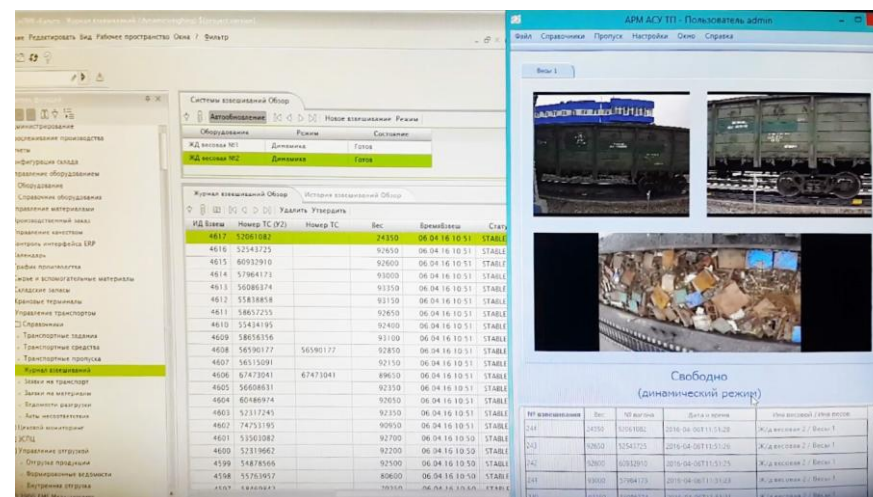 Редактировать Вид Рабочее пространство Окна ? Фильтр
Администрирование
Отслеживание производства
Отчеты
Конфигурация склада
Управление оборудованием
Оборудование
Справочник оборудования
Управление материалами
Производственный заказ
Управление качеством
Контроль интерфейса ERP
Календарь
График производства
Сырье и вспомогательные материалы
Складские запасы
Крановые терминалы
Управление транспортом
Справочники
Транспортные задания
Транспортные средства
Транспортные пропуска
Журнал взвешиваний
Заявки на транспорт
Заявки на материалы
Ведомости разгрузки
Акты несоответствия
Цеховой мониторинг
ЭСПЦ
Управление отгрузкой
Отгрузка продукции
Формирование ведомости
Внутренняя отгрузка
Системы взвешиваний Обзор
Автообновление Новое взвешивание Режим
Оборудование Режим Состояние
ЖД весовая №1 Динамика Готов
ЖД весовая №2 Динамика Готов
Журнал взвешиваний Обзор История взвешиваний Обзор
Удалить Утвердить
ИД Взвеш Номер ТС (У2) Номер ТС Вес ВремяВзвеш Стату
4617 52061082 24350 06.04.16 10:51 STABLE
4616 52543725 92650 06.04.16 10:51 STABLE
4615 60932910 92600 06.04.16 10:51 STABLE
4614 57964173 93000 06.04.16 10:51 STABLE
4613 56086374 93350 06.04.16 10:51 STABLE
4612 55838858 93150 06.04.16 10:51 STABLE
4611 58657255 92650 06.04.16 10:51 STABLE
4610 55434195 92400 06.04.16 10:51 STABLE
4609 58656356 93100 06.04.16 10:51 STABLE
4608 56590177 56590177 92850 06.04.16 10:51 STABLE
4607 56515091 92150 06.04.16 10:51 STABLE
4606 67473041 67473041 89650 06.04.16 10:51 STABLE
4605 56608631 92350 06.04.16 10:51 STABLE
4604 60486974 92050 06.04.16 10:51 STABLE
4603 52317245 92350 06.04.16 10:51 STABLE
4602 74753195 90950 06.04.16 10:51 STABLE
4601 53503082 92700 06.04.16 10:50 STABLE
4600 52319662 92200 06.04.16 10:50 STABLE
4599 54878566 92500 06.04.16 10:50 STABLE
4598 55763957 80600 06.04.16 10:50 STABLE
АРМ АСУ ТП - Пользователь admin
Файл Справочники Пропуск Настройки Окно Справка
Весы 1
Свободно
(динамический режим)
№ взвешивания Вес № вагона Дата и время Имя весовой / Имя весов
244 24350 52061082 2016-04-06T11:51:28 Ж/д весовая 2 / Весы 1
243 92650 52543725 2016-04-06T11:51:26 Ж/д весовая 2 / Весы 1
242 92600 60932910 Ж/д весовая 2 / Весы 1
241 93000 57964173 Ж/д весовая 2 / Весы 1